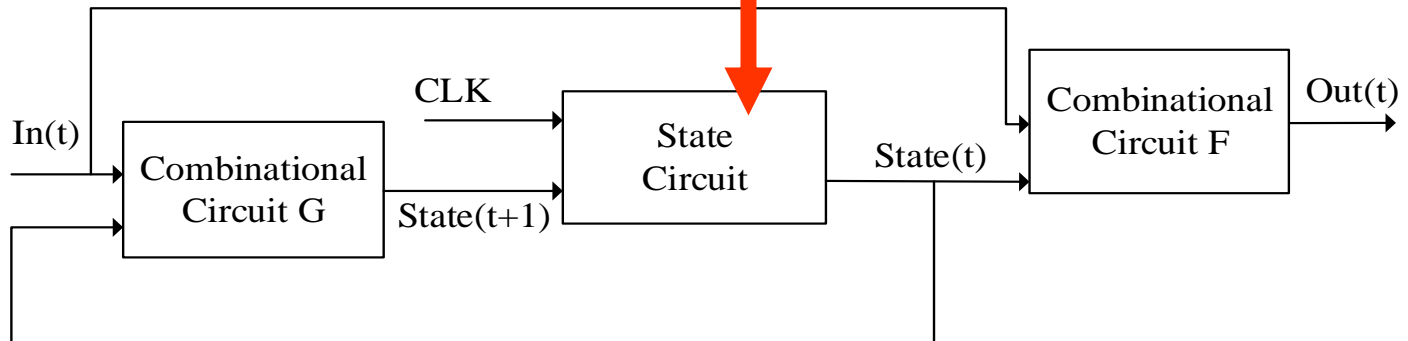 In(t)
Combinational
Circuit G
CLK
State(t+1)
State
Circuit
State(t)
Combinational
Circuit F
Out(t)